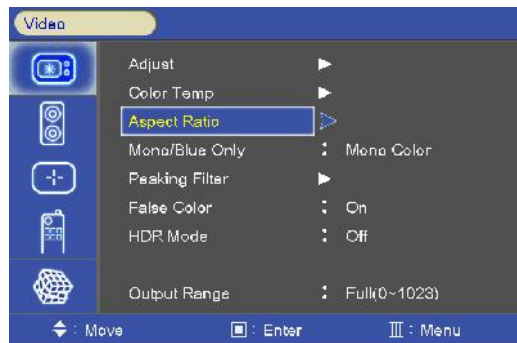 Video
Adjust
Color Temp
Aspect Ratio
Mono/Blue Only : Mono Color
Peaking Filter
False Color : On
HDR Mode : Off
Output Range : Full(0~1023)
: Move : Enter : Menu